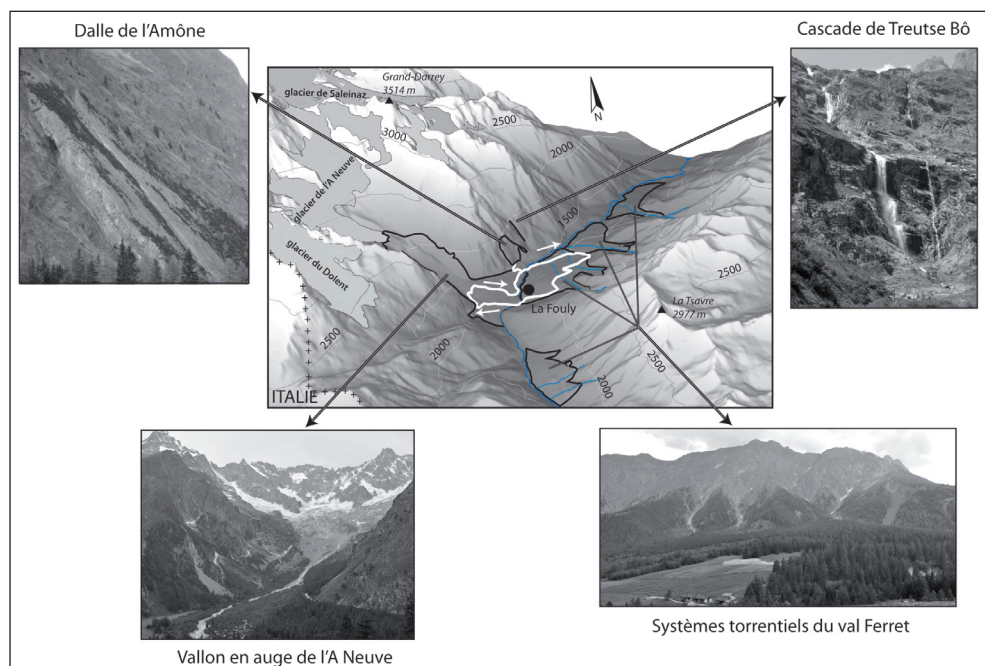 Dalle de l'Amône
Cascade de Treutse Bô
Grand-Darrey
3514 m
glacier de Saleinaz
N
2500
3000
2000
glacier de l'A Neuve
1500
glacier du Dolent
2500
La Tsavre
2977 m
La Fouly
2500
2000
2500
2000
ITALIE
Vallon en auge de l'A Neuve
Systèmes torrentiels du val Ferret